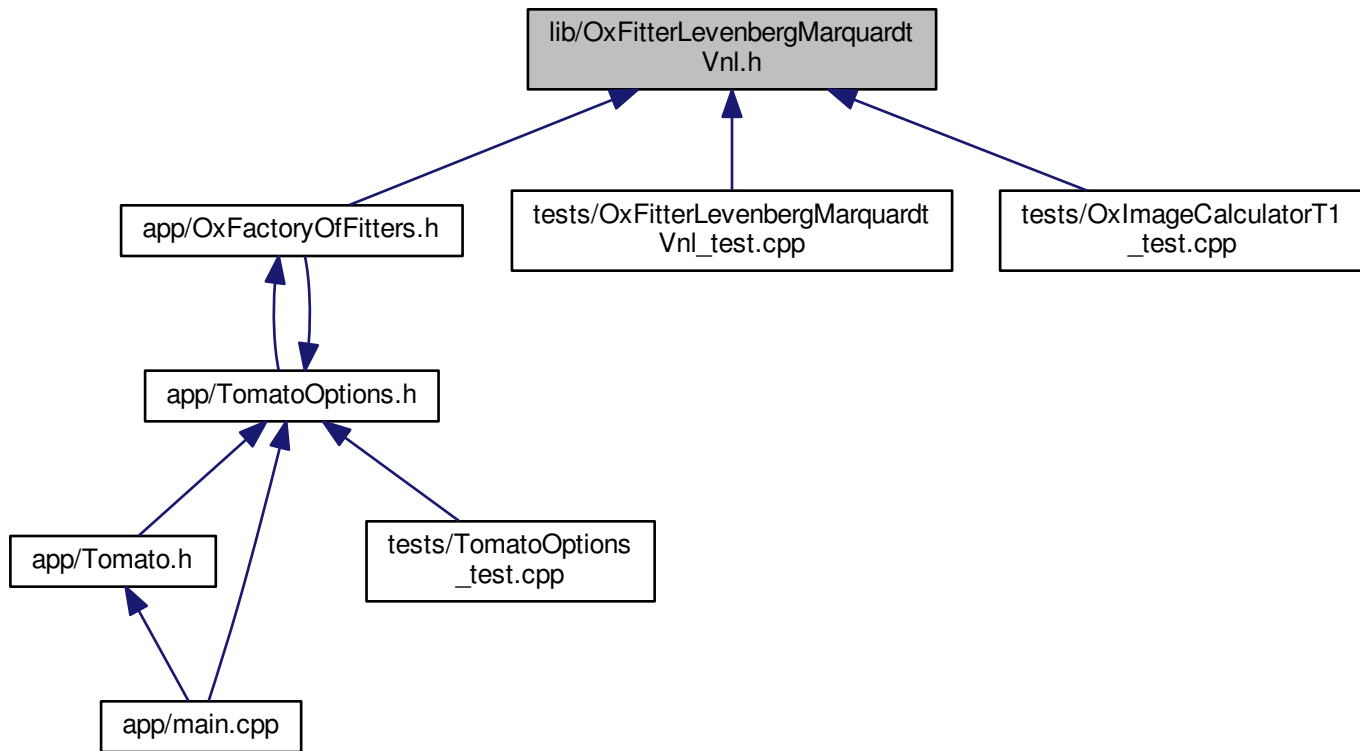 lib/OxFitterLevenbergMarquardt
Vnl.h
app/OxFactoryOfFitters.h
tests/OxFitterLevenbergMarquardt
Vnl_test.cpp
tests/OxImageCalculatorT1
_test.cpp
app/TomatoOptions.h
app/Tomato.h
tests/TomatoOptions
_test.cpp
app/main.cpp